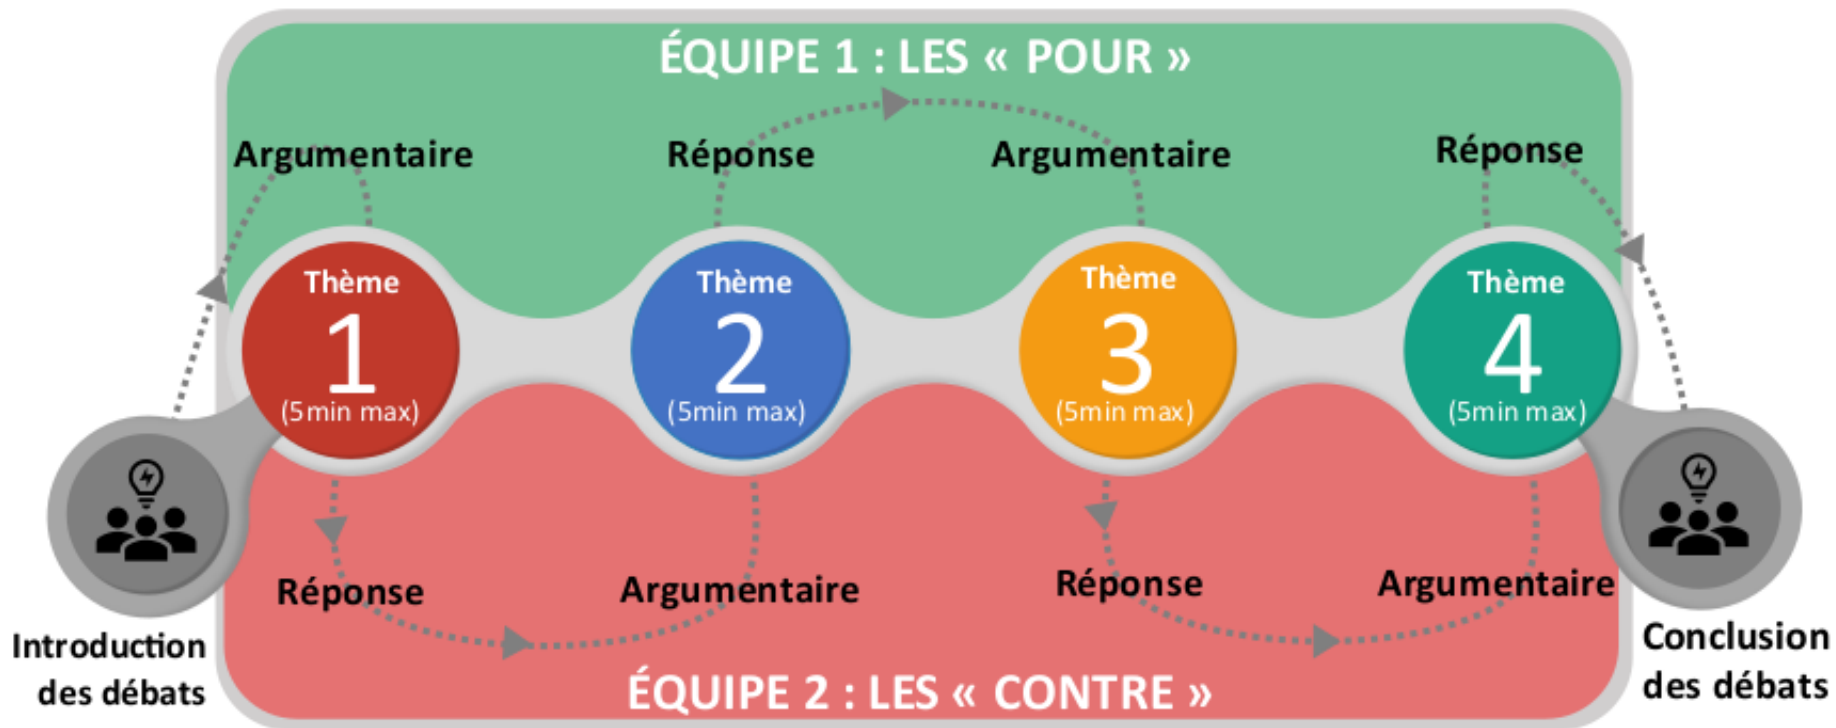 ÉQUIPE 1 : LES « POUR »
Argumentaire
Réponse
Argumentaire
Réponse
Thème
1
(5min max)
Thème
2
(5min max)
Thème
3
(5min max)
Thème
4
(5min max)
Réponse
Argumentaire
Réponse
Argumentaire
Introduction
des débats
Conclusion
des débats
ÉQUIPE 2 : LES « CONTRE »